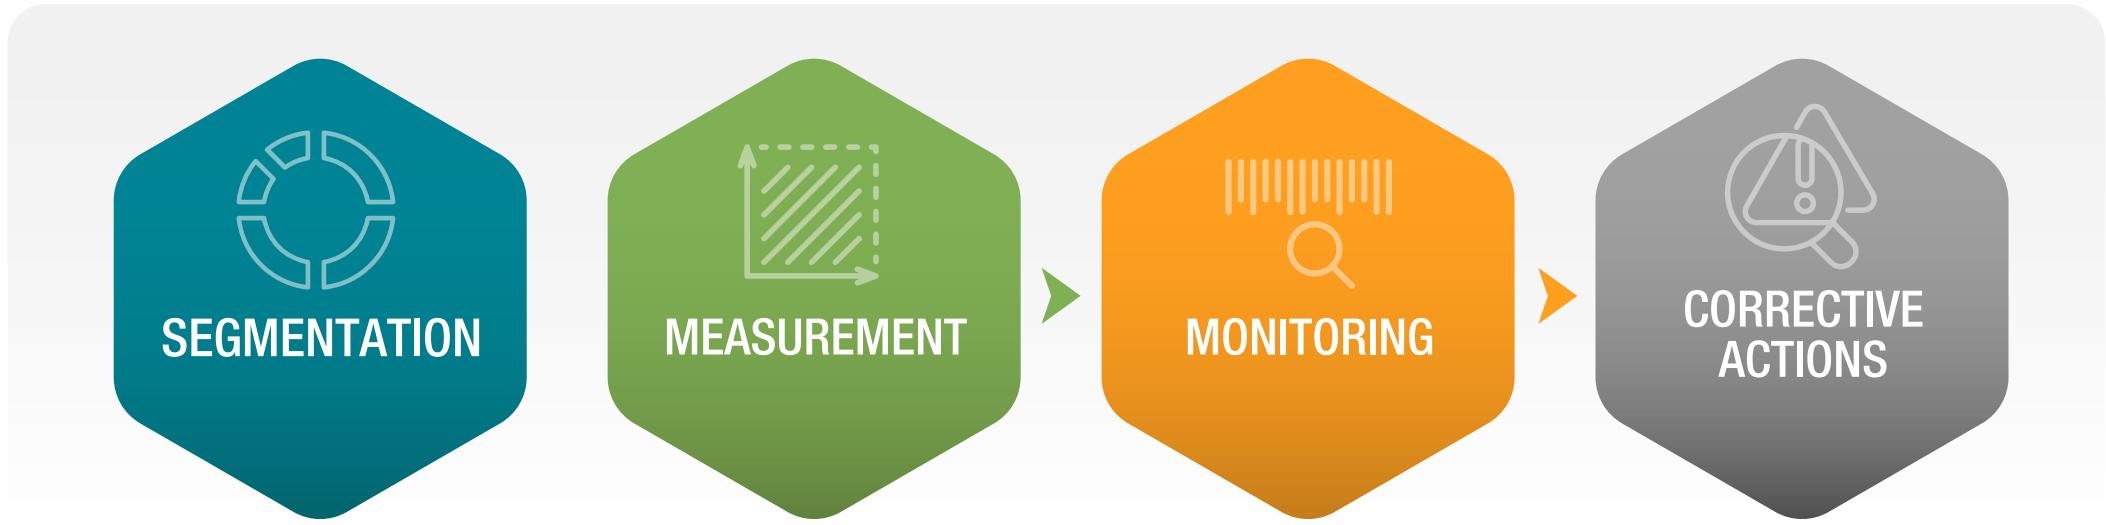 SEGMENTATION
MEASUREMENT
MONITORING
CORRECTIVE
ACTIONS